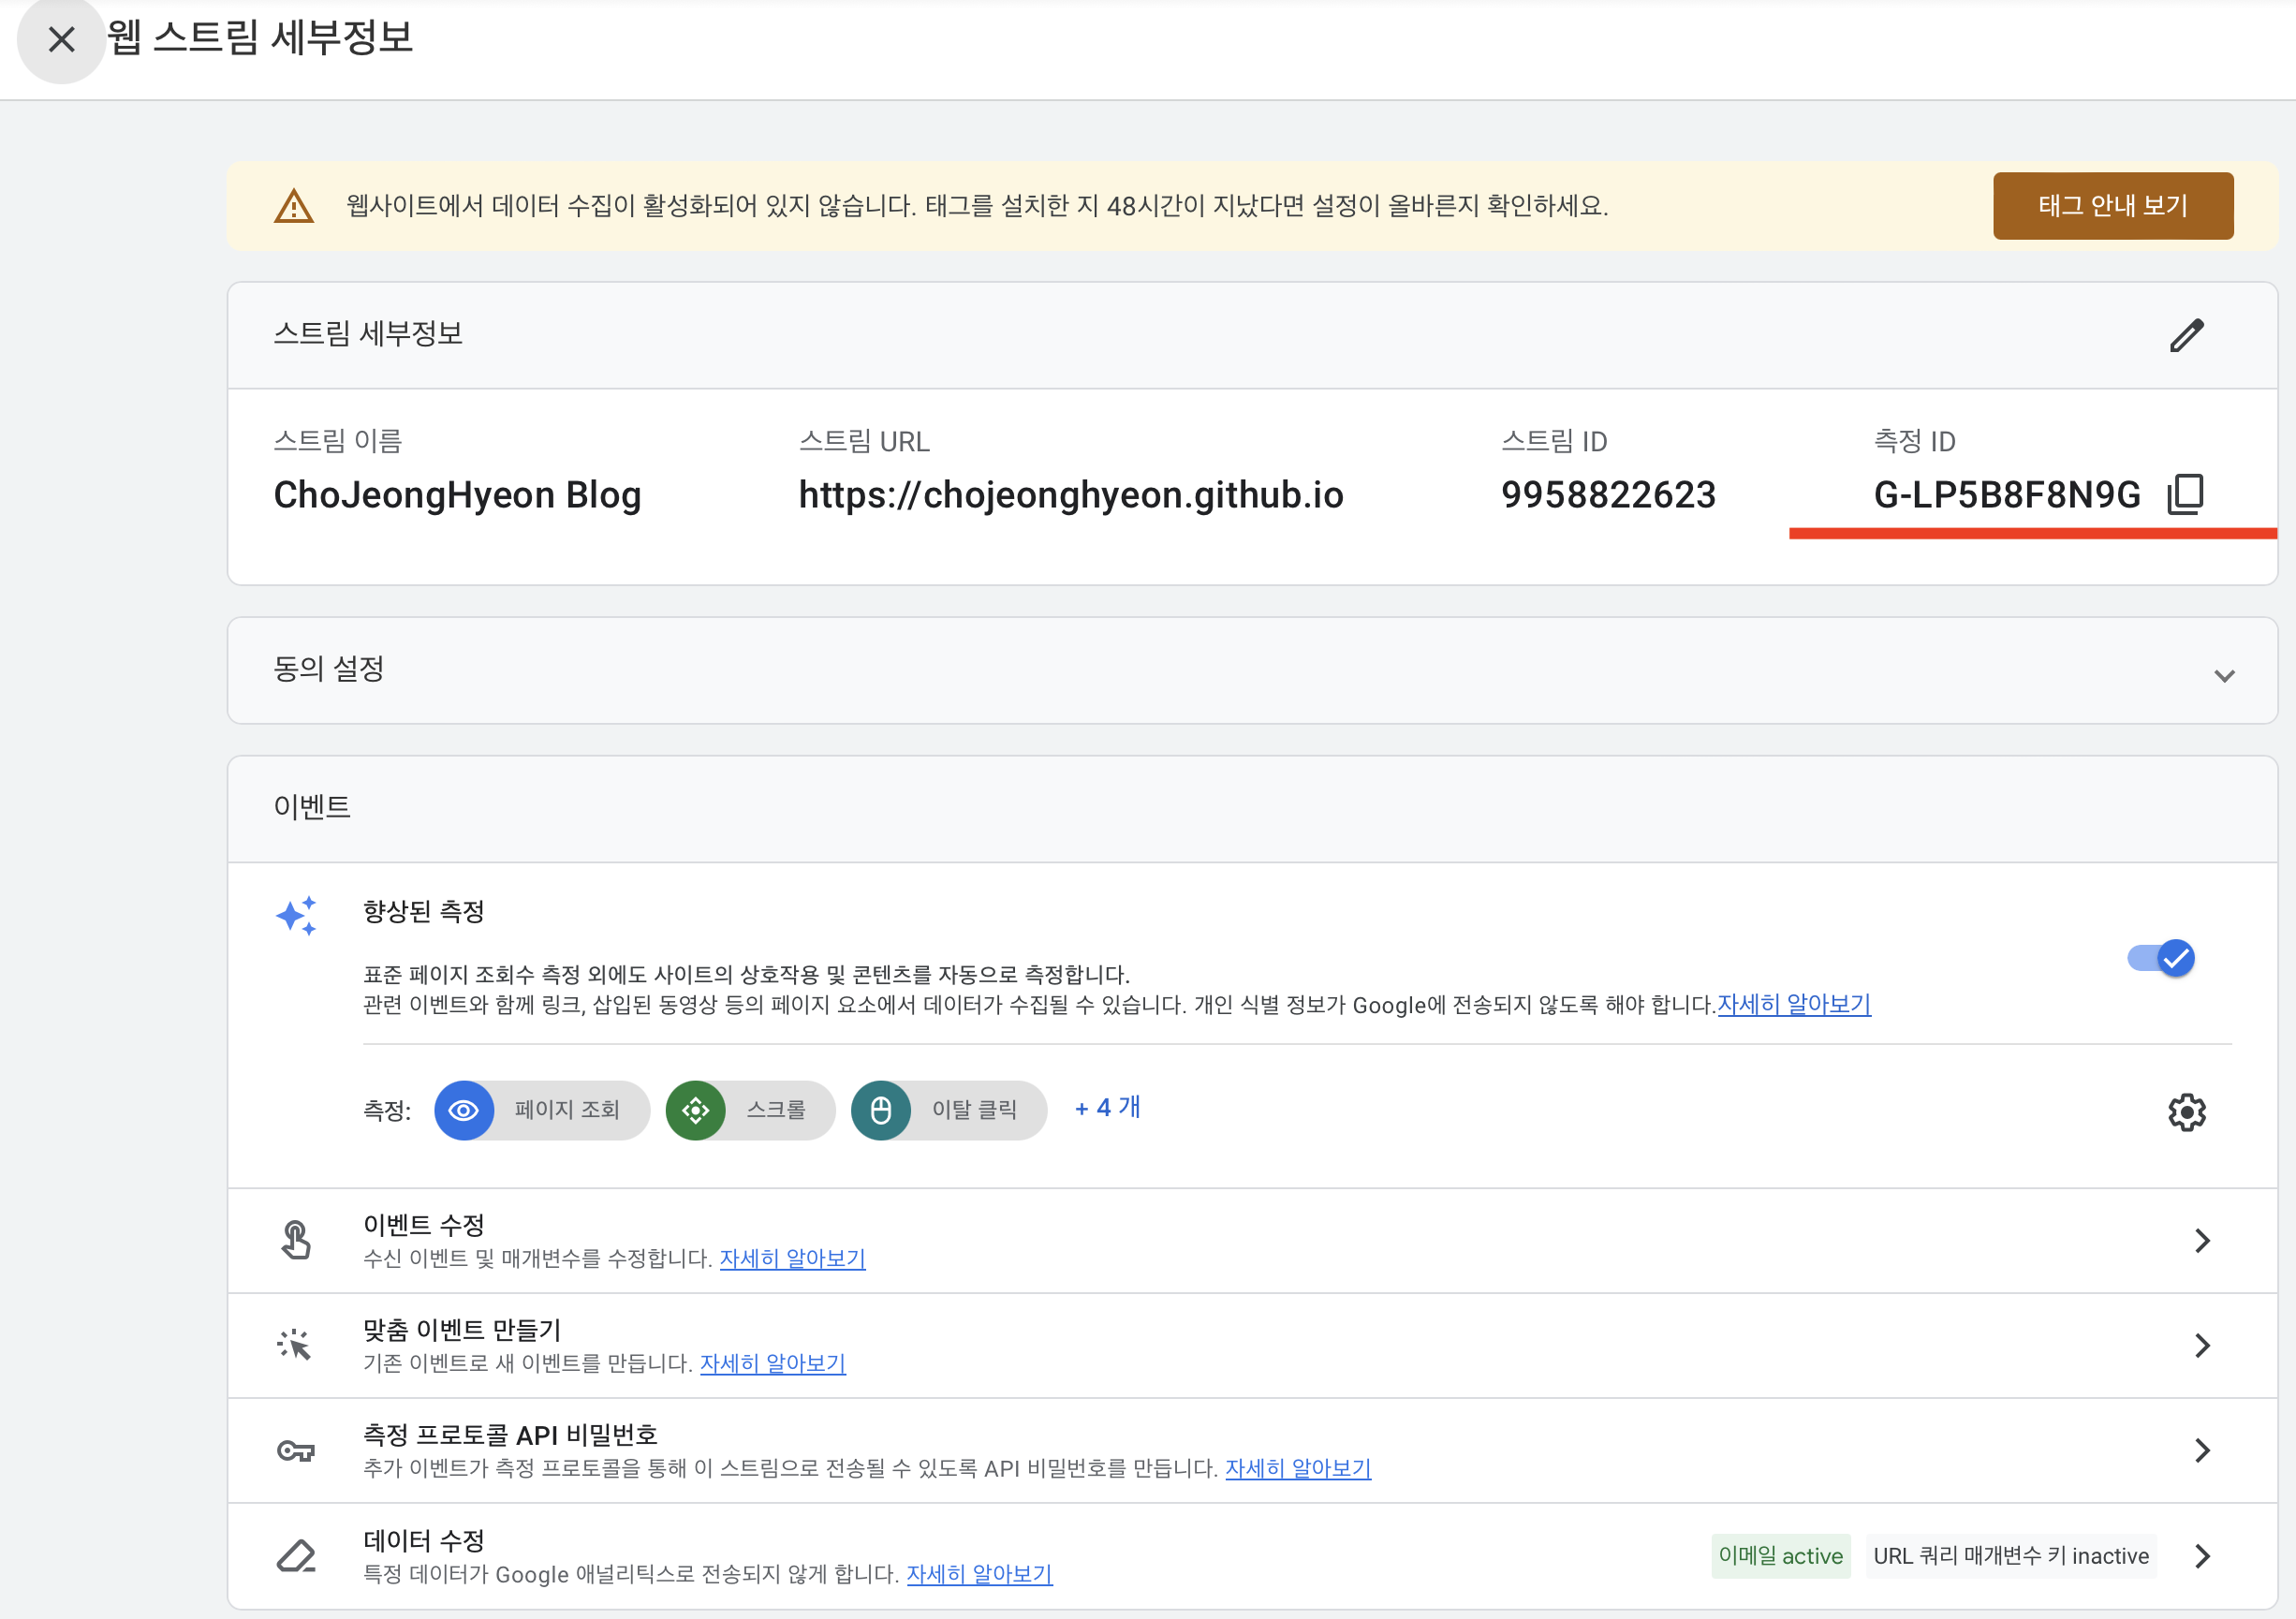 웹 스트림 세부정보
웹사이트에서 데이터 수집이 활성화되어 있지 않습니다. 태그를 설치한 지 48시간이 지났다면 설정이 올바른지 확인하세요.
태그 안내 보기
스트림 세부정보
스트림 이름
ChoJeongHyeon Blog
스트림 URL
https://chojeonghyeon.github.io
스트림 ID
9958822623
측정 ID
G-LP5B8F8N9G
동의 설정
이벤트
향상된 측정
표준 페이지 조회수 측정 외에도 사이트의 상호작용 및 콘텐츠를 자동으로 측정합니다.
관련 이벤트와 함께 링크, 삽입된 동영상 등의 페이지 요소에서 데이터가 수집될 수 있습니다. 개인 식별 정보가 Google에 전송되지 않도록 해야 합니다.자세히 알아보기
측정: 페이지 조회 스크롤 이탈 클릭 + 4 개
이벤트 수정
수신 이벤트 및 매개변수를 수정합니다. 자세히 알아보기
맞춤 이벤트 만들기
기존 이벤트로 새 이벤트를 만듭니다. 자세히 알아보기
측정 프로토콜 API 비밀번호
추가 이벤트가 측정 프로토콜을 통해 이 스트림으로 전송될 수 있도록 API 비밀번호를 만듭니다. 자세히 알아보기
데이터 수정
특정 데이터가 Google 애널리틱스로 전송되지 않게 합니다. 자세히 알아보기
이메일 active
URL 쿼리 매개변수 키 inactive